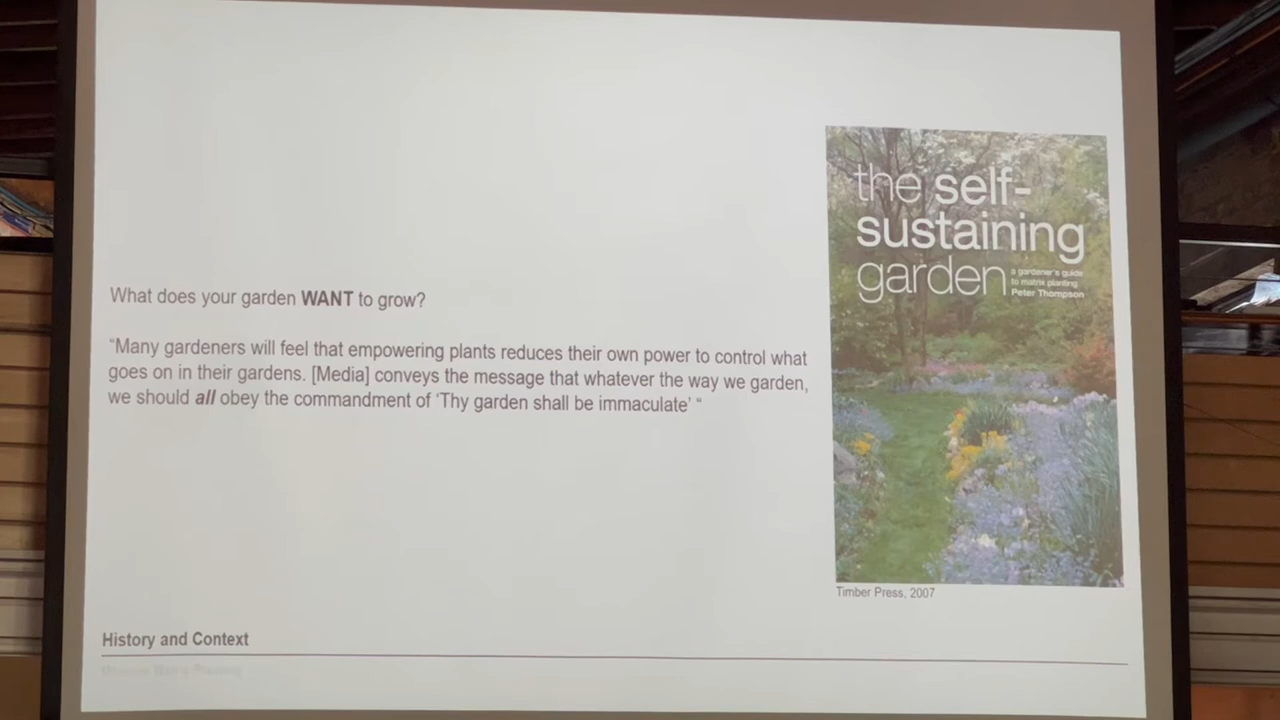 What does your garden WANT to grow?
“Many gardeners will feel that empowering plants reduces their own power to control what
goes on in their gardens. [Media] conveys the message that whatever the way we garden,
we should all obey the commandment of ‘Thy garden shall be immaculate’ “
the self-
sustaining
garden
a gardener's guide
to matrix planting
Peter Thompson
Timber Press, 2007
History and Context